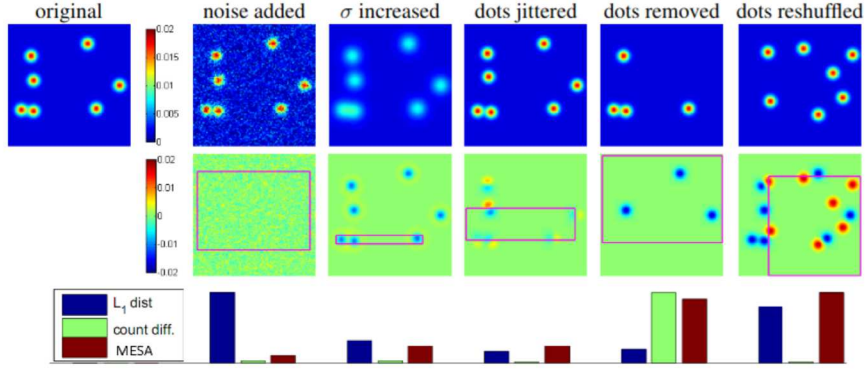 original noise added σ increased dots jittered dots removed dots reshuffled
0.02
0.015
0.01
0.005
0
0.02
0.01
0
-0.01
-0.02
L1 dist
count diff.
MESA